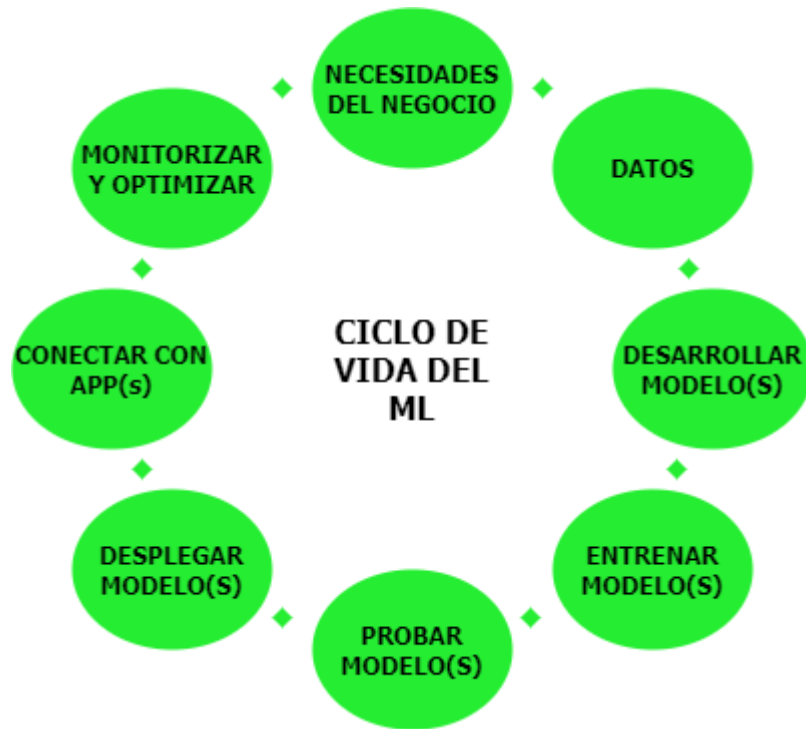 NECESIDADES
DEL NEGOCIO
DATOS
DESARROLLAR
MODELO(S)
ENTRENAR
MODELO(S)
PROBAR
MODELO(S)
DESPLEGAR
MODELO(S)
CONECTAR CON
APP(s)
MONITORIZAR
Y OPTIMIZAR
CICLO DE
VIDA DEL
ML